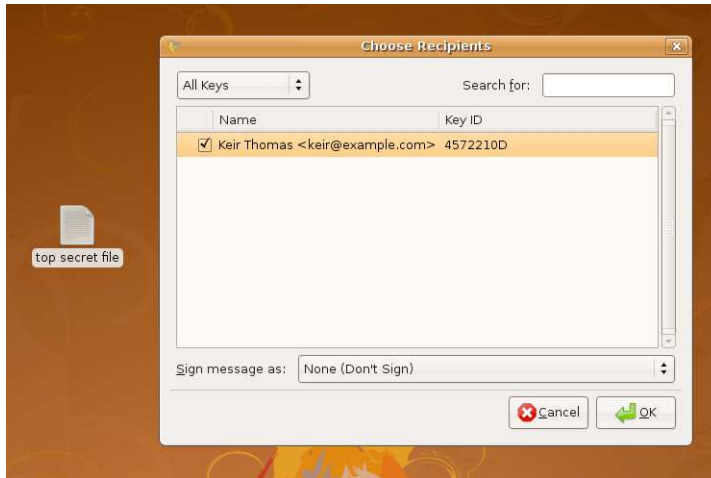 Choose Recipients
All Keys
Search for:
Name Key ID
Keir Thomas <keir@example.com> 4572210D
top secret file
Sign message as: None (Don't Sign)
Cancel OK